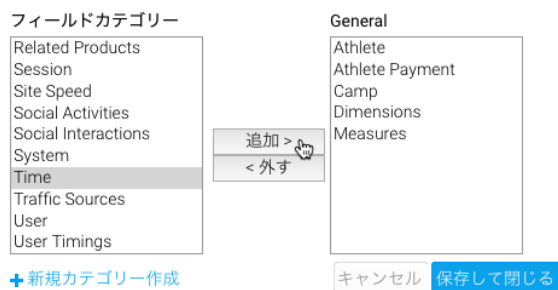 フィールドカテゴリー
Related Products
Session
Site Speed
Social Activities
Social Interactions
System
Time
Traffic Sources
User
User Timings
追加 >
< 外す
General
Athlete
Athlete Payment
Camp
Dimensions
Measures
+ 新規カテゴリー作成
キャンセル
保存して閉じる